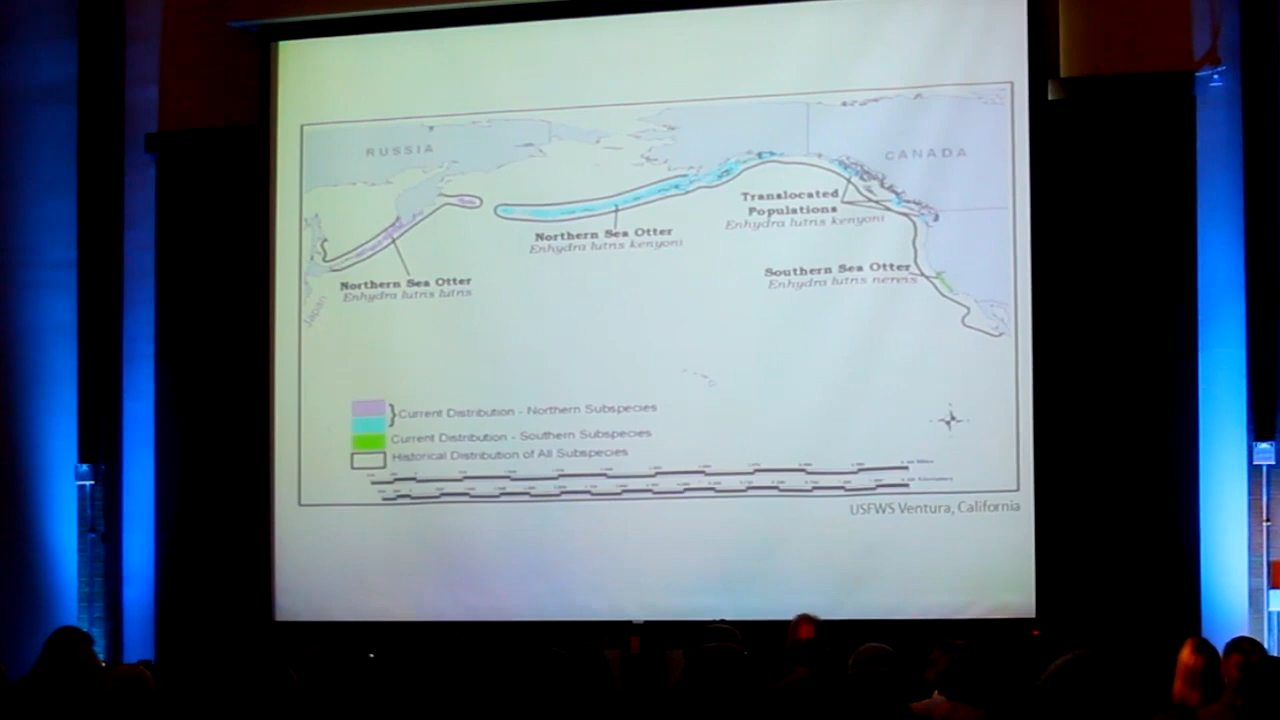 RUSSIA
CANADA
Translocated
Populations
Enhydra lutris kenyoni
Northern Sea Otter
Enhydra lutris kenyoni
Southern Sea Otter
Enhydra lutris nereis
Northern Sea Otter
Enhydra lutris lutris
Japan
Current Distribution - Northern Subspecies
Current Distribution - Southern Subspecies
Historical Distribution of All Subspecies
USFWS Ventura, California